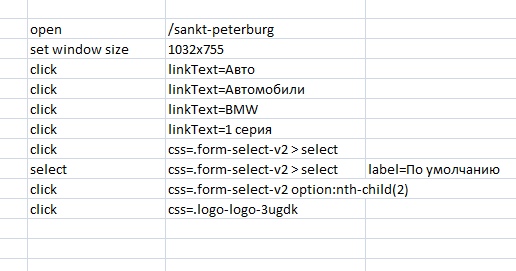 open /sankt-peterburg
set window size 1032x755
click linkText=Авто
click linkText=Автомобили
click linkText=BMW
click linkText=1 серия
click css=.form-select-v2 > select
select css=.form-select-v2 > select label=По умолчанию
click css=.form-select-v2 option:nth-child(2)
click css=.logo-logo-3ugdk